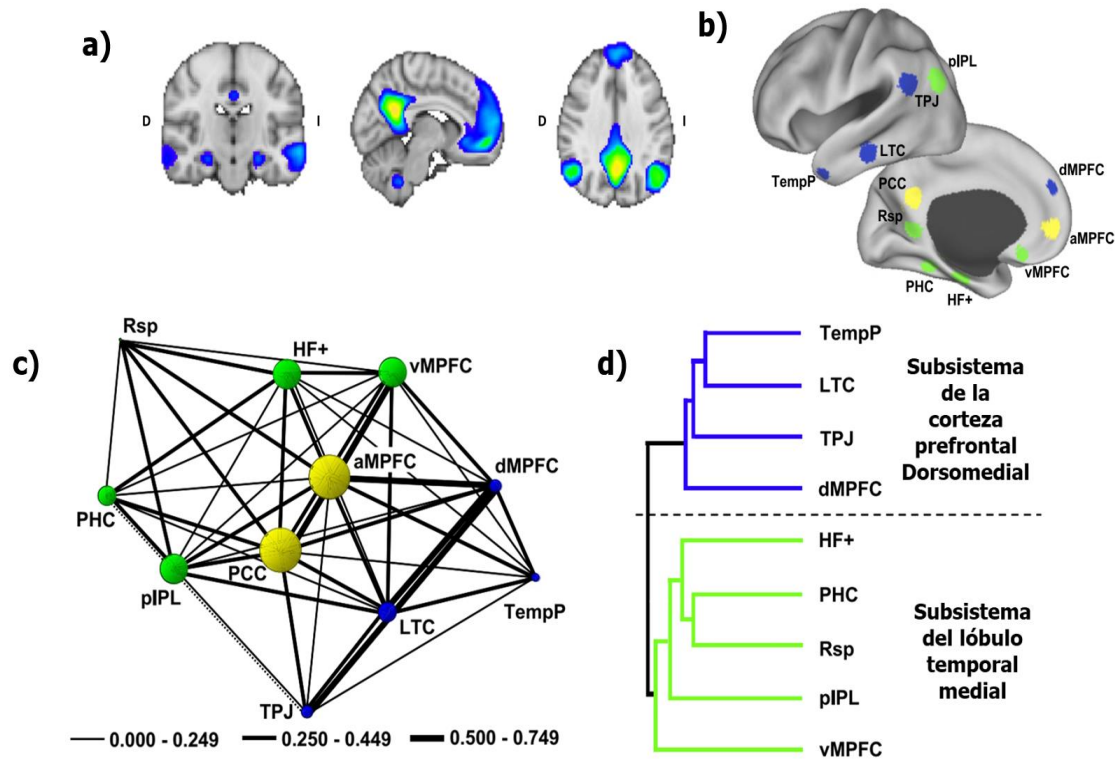 a)
D
I
D
I
b)
pIPL
TPJ
LTC
TempP
dMPFC
PCC
Rsp
aMPFC
vMPFC
PHC
HF+
c)
Rsp
HF+
vMPFC
aMPFC
dMPFC
PHC
PCC
pIPL
TempP
LTC
TPJ
0.000 - 0.249
0.250 - 0.449
0.500 - 0.749
d)
TempP
LTC
TPJ
dMPFC
Subsistema
de la
corteza
prefrontal
Dorsomedial
HF+
PHC
Rsp
pIPL
vMPFC
Subsistema
del lóbulo
temporal
medial